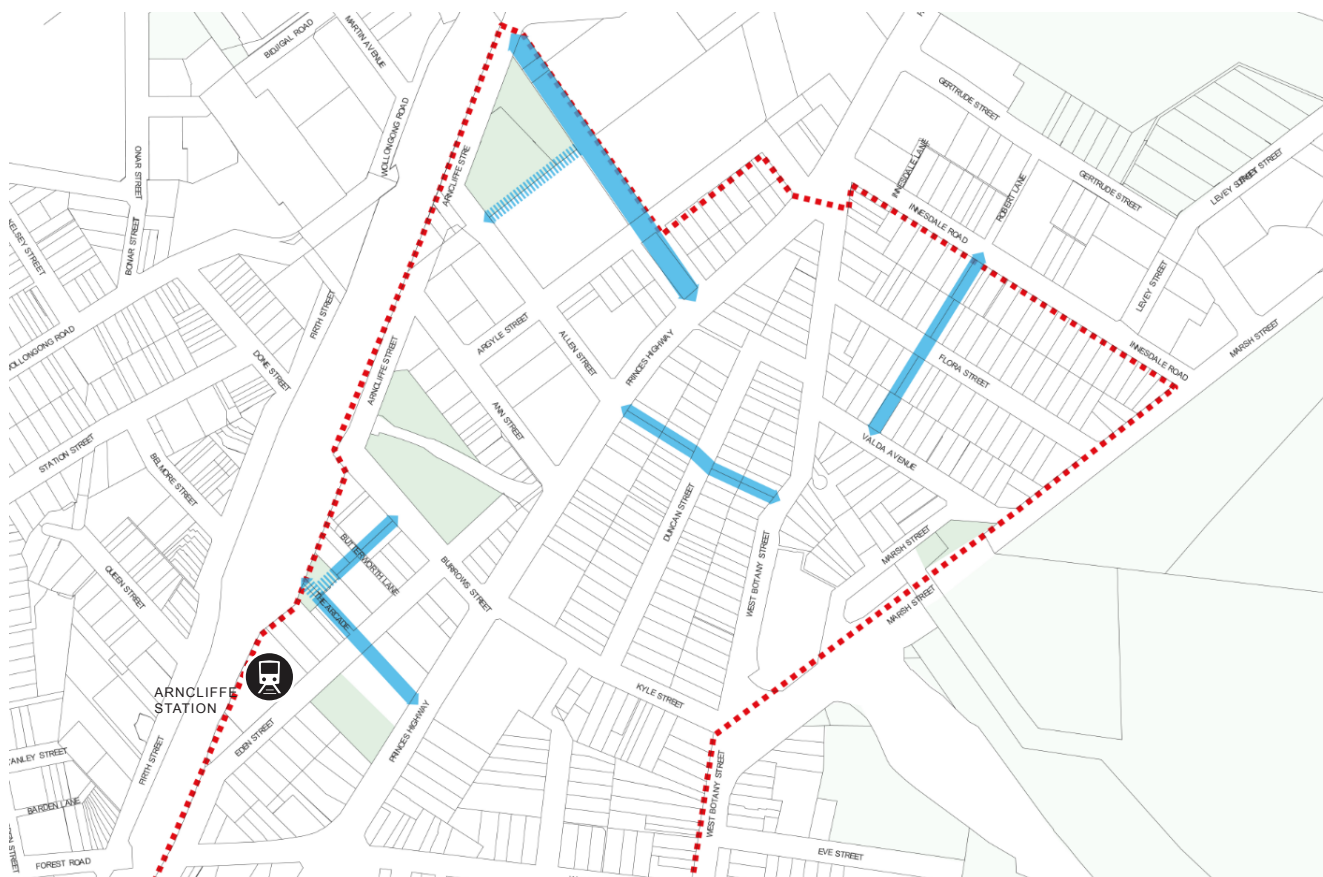 BIDJIGAL ROAD
MARTIN AVENUE
WOLLONGONG ROAD
ONAR STREET
BONAR STREET
KELSEY STREET
WOLLONGONG ROAD
STATION STREET
DONE STREET
BELMORE STREET
QUEEN STREET
FIRTH STREET
ARNCLIFFE STRE
ARNCLIFFE STREET
ARGYLE STREET
ALLEN STREET
ANN STREET
PRINCES HIGHWAY
GERTRUDE STREET
GERTRUDE STREET
INNESDALE LANE
ROBERT LANE
INNESDALE ROAD
LEVEY STREET
LEVEY STREET
INNESDALE ROAD
MARSH STREET
FLORA STREET
VALDA AVENUE
DUNCAN STREET
WEST BOTANY STREET
MARSH STREET
MARSH STREET
BUTTERWORTH LANE
THE ARCADE
BURROWS STREET
ARNCLIFFE
STATION
EDEN STREET
PRINCES HIGHWAY
KYLE STREET
WEST BOTANY STREET
EVE STREET
TANLEY STREET
BARDEN LANE
FIRTH STREET
FOREST ROAD